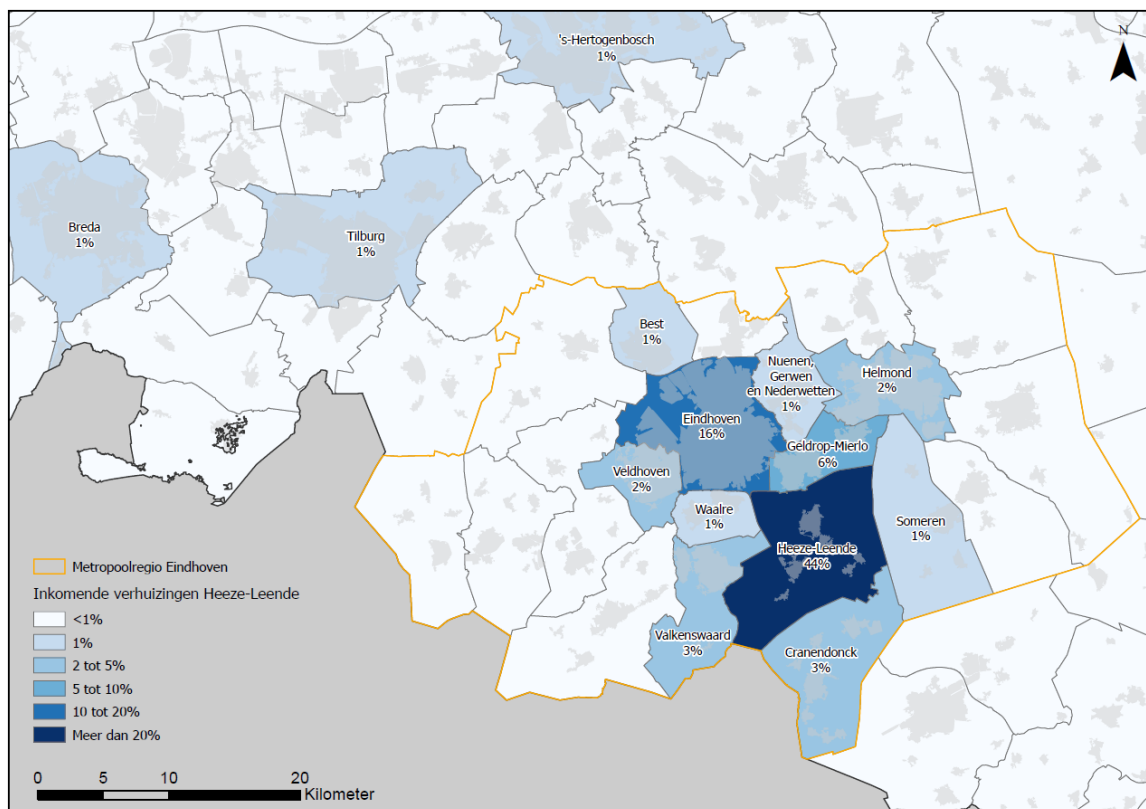 's-Hertogenbosch
1%
N
Breda
1%
Tilburg
1%
Best
1%
Nuenen,
Gerwen
en Nederwetten
1%
Helmond
2%
Eindhoven
16%
Geldrop-Mierlo
6%
Veldhoven
2%
Waalre
1%
Someren
1%
Heeze-Leende
44%
Valkenswaard
3%
Cranendonck
3%
Metropoolregio Eindhoven
Inkomende verhuizingen Heeze-Leende
<1%
1%
2 tot 5%
5 tot 10%
10 tot 20%
Meer dan 20%
0 5 10 20
Kilometer